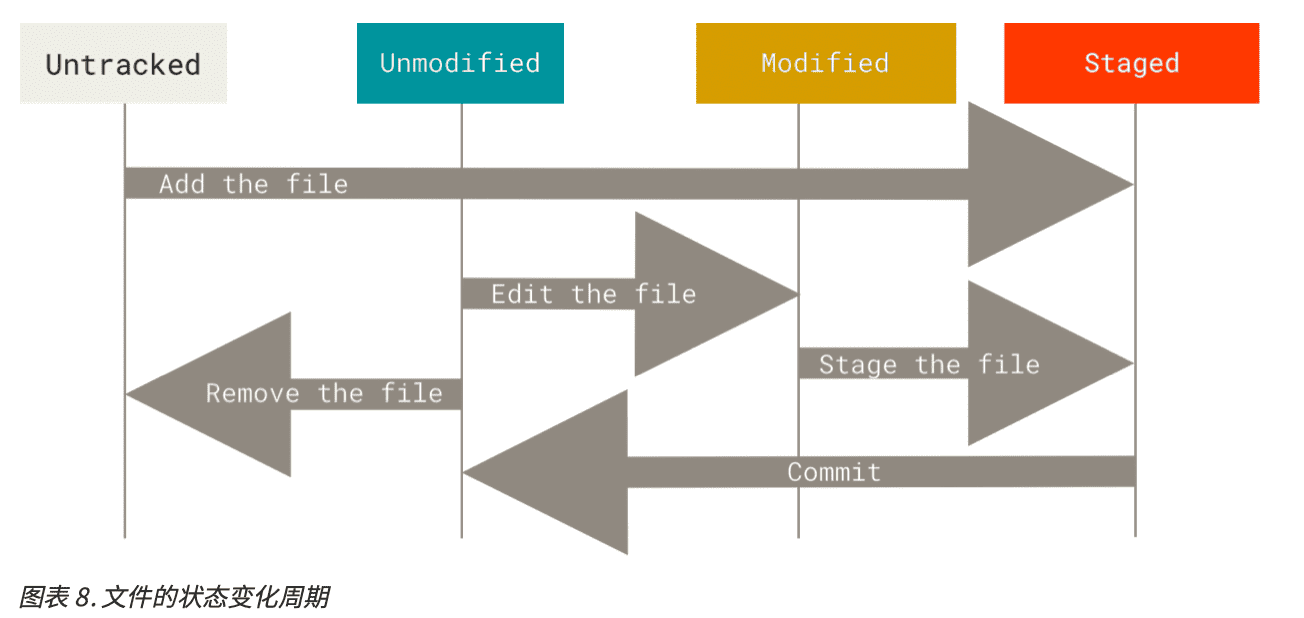 Untracked
Unmodified
Modified
Staged
Add the file
Edit the file
Stage the file
Remove the file
Commit
图表 8. 文件的状态变化周期